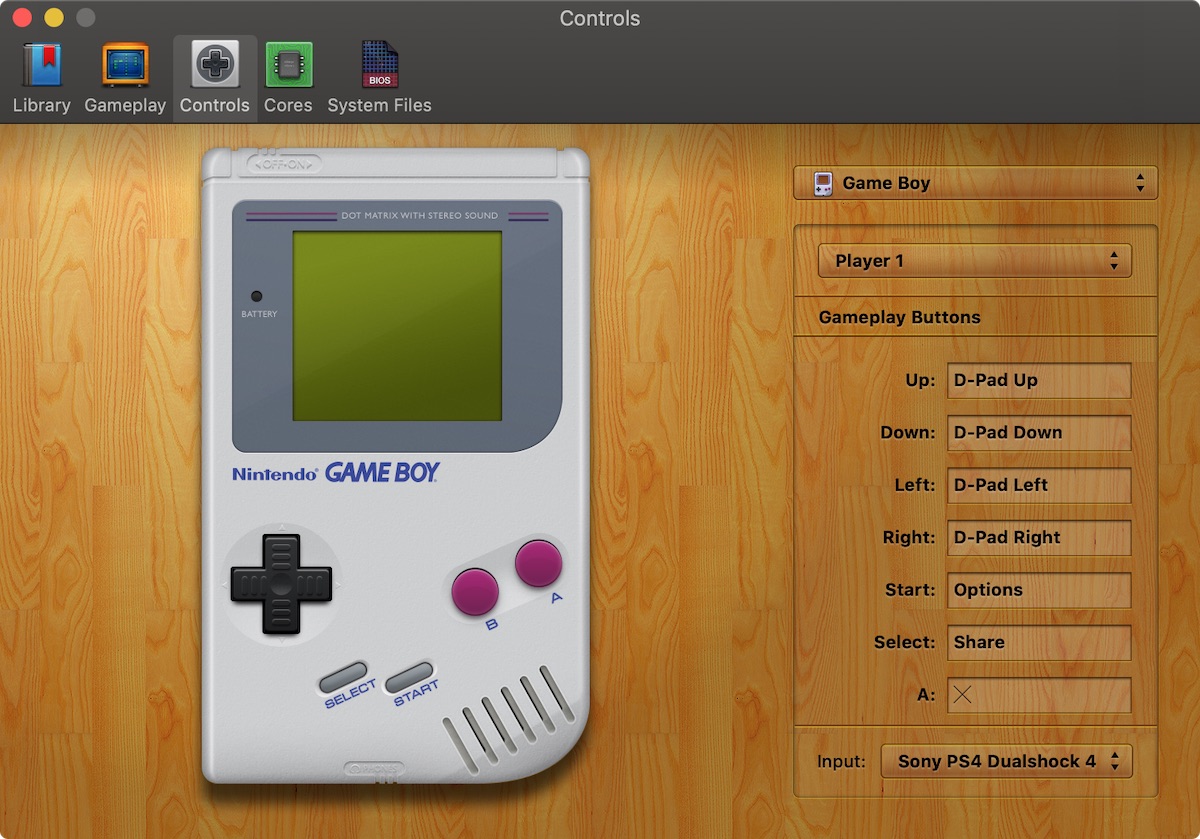 Controls
Library Gameplay Controls Cores System Files
BIOS
OFF•ON
DOT MATRIX WITH STEREO SOUND
BATTERY
Nintendo® GAME BOY
B
A
SELECT
START
PHONES
Game Boy
Player 1
Gameplay Buttons
Up: D-Pad Up
Down: D-Pad Down
Left: D-Pad Left
Right: D-Pad Right
Start: Options
Select: Share
A:
Input: Sony PS4 Dualshock 4